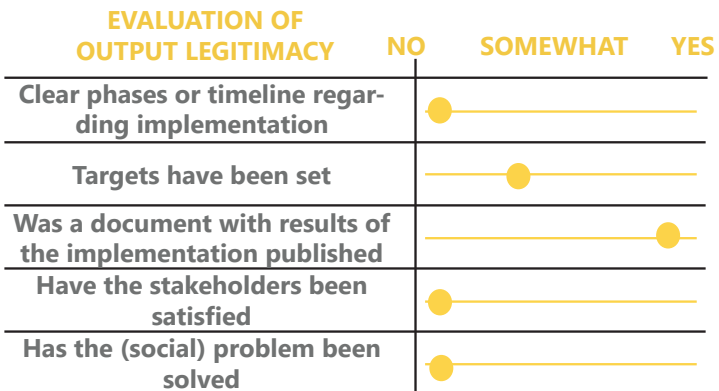 EVALUATION OF
OUTPUT LEGITIMACY
NO SOMEWHAT YES
Clear phases or timeline regar-
ding implementation
Targets have been set
Was a document with results of
the implementation published
Have the stakeholders been
satisfied
Has the (social) problem been
solved